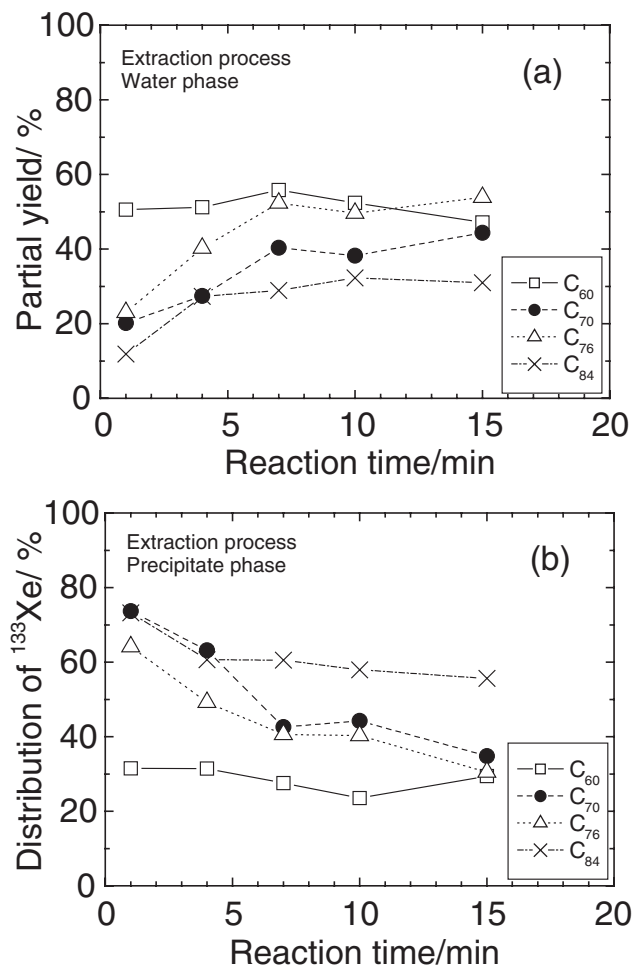 100
80
60
40
20
0
Partial yield/ %
Extraction process
Water phase
(a)
C₆₀
C₇₀
C₇₆
C₈₄
0 5 10 15 20
Reaction time/min
100
80
60
40
20
0
Distribution of ¹³³Xe/ %
Extraction process
Precipitate phase
(b)
C₆₀
C₇₀
C₇₆
C₈₄
0 5 10 15 20
Reaction time/min